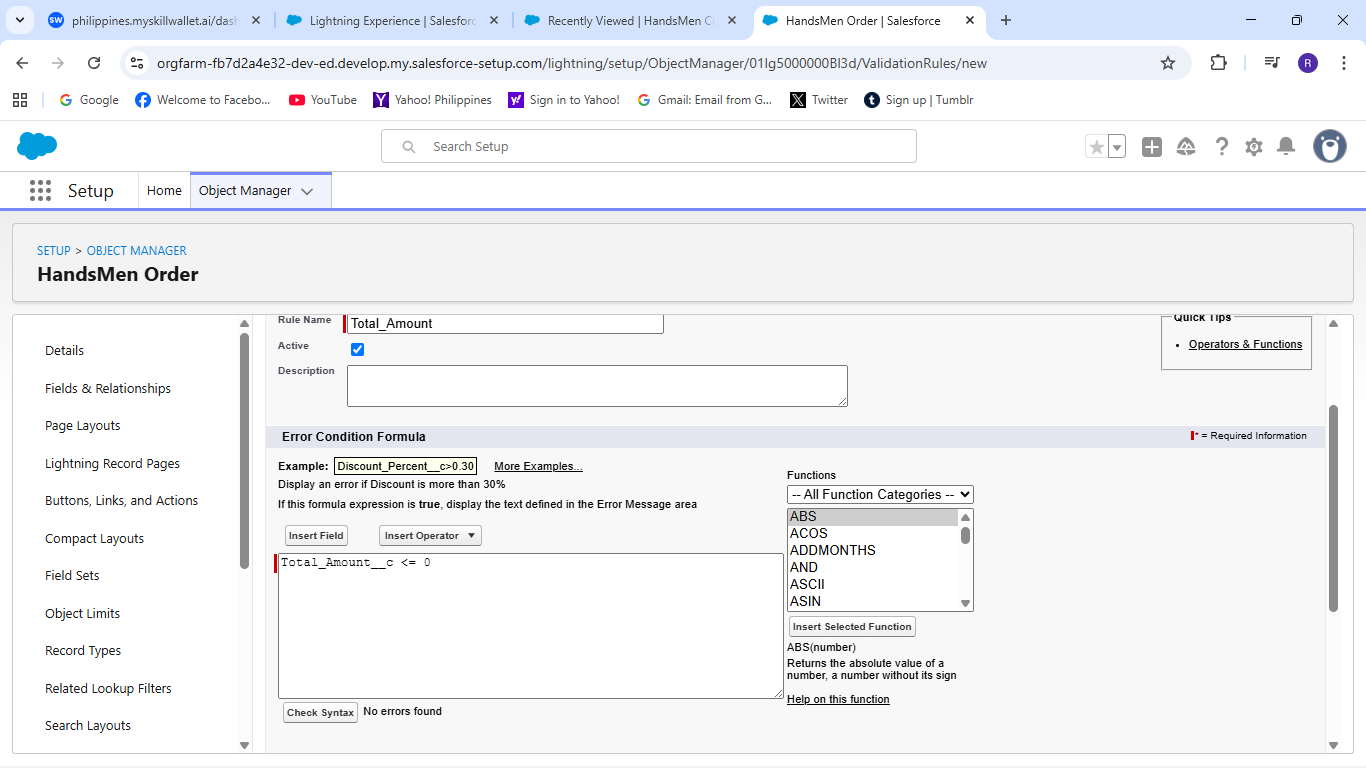 philippines.myskillwallet.ai/dash
Lightning Experience | Salesforc
Recently Viewed | HandsMen C
HandsMen Order | Salesforce
orgfarm-fb7d2a4e32-dev-ed.develop.my.salesforce-setup.com/lightning/setup/ObjectManager/01Ig5000000BI3d/ValidationRules/new
R
Google
Welcome to Facebo...
YouTube
Yahoo! Philippines
Sign in to Yahoo!
Gmail: Email from G...
Twitter
Sign up | Tumblr
Search Setup
Setup
Home
Object Manager
SETUP > OBJECT MANAGER
HandsMen Order
Details
Fields & Relationships
Page Layouts
Lightning Record Pages
Buttons, Links, and Actions
Compact Layouts
Field Sets
Object Limits
Record Types
Related Lookup Filters
Search Layouts
Rule Name
Total_Amount
Active
Description
Quick Tips
• Operators & Functions
Error Condition Formula
* = Required Information
Example: Discount_Percent__c>0.30 More Examples...
Display an error if Discount is more than 30%
If this formula expression is true, display the text defined in the Error Message area
Insert Field
Insert Operator
Total_Amount__c <= 0
Check Syntax No errors found
Functions
-- All Function Categories --
ABS
ACOS
ADDMONTHS
AND
ASCII
ASIN
Insert Selected Function
ABS(number)
Returns the absolute value of a
number, a number without its sign
Help on this function